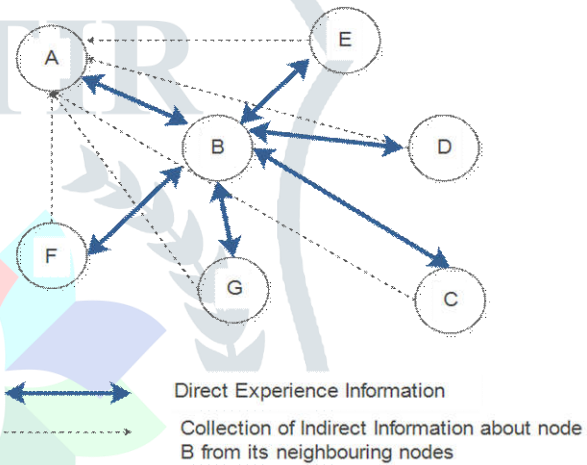 A
E
B
D
F
G
C
Direct Experience Information
Collection of Indirect Information about node
B from its neighbouring nodes